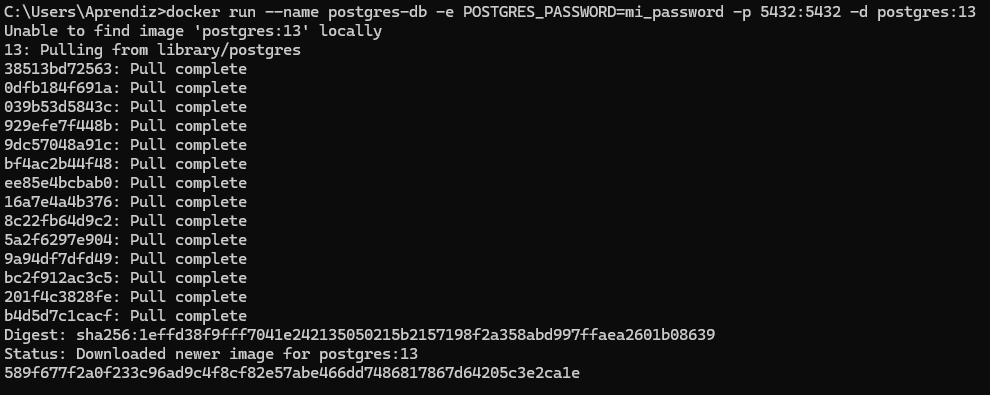 C:\Users\Aprendiz>docker run --name postgres-db -e POSTGRES_PASSWORD=mi_password -p 5432:5432 -d postgres:13
Unable to find image 'postgres:13' locally
13: Pulling from library/postgres
38513bd72563: Pull complete
0dfb184f691a: Pull complete
039b53d5843c: Pull complete
929efe7f448b: Pull complete
9dc57048a91c: Pull complete
bf4ac2b44f48: Pull complete
ee85e4bcbab0: Pull complete
16a7e4a4b376: Pull complete
8c22fb64d9c2: Pull complete
5a2f6297e904: Pull complete
9a94df7dfd49: Pull complete
bc2f912ac3c5: Pull complete
201f4c3828fe: Pull complete
b4d5d7c1cacf: Pull complete
Digest: sha256:1effd38f9fff7041e242135050215b2157198f2a358abd997ffaea2601b08639
Status: Downloaded newer image for postgres:13
589f677f2a0f233c96ad9c4f8cf82e57abe466dd7486817867d64205c3e2ca1e